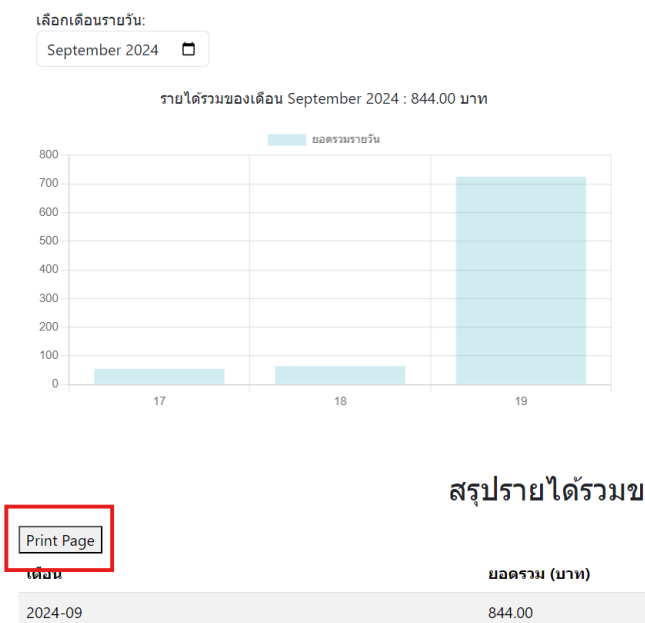 เลือกเดือนรายวัน:
September 2024
รายได้รวมของเดือน September 2024 : 844.00 บาท
ยอดรวมรายวัน
800
700
600
500
400
300
200
100
0
17 18 19
สรุปรายได้รวมข
Print Page
เดือน ยอดรวม (บาท)
2024-09 844.00